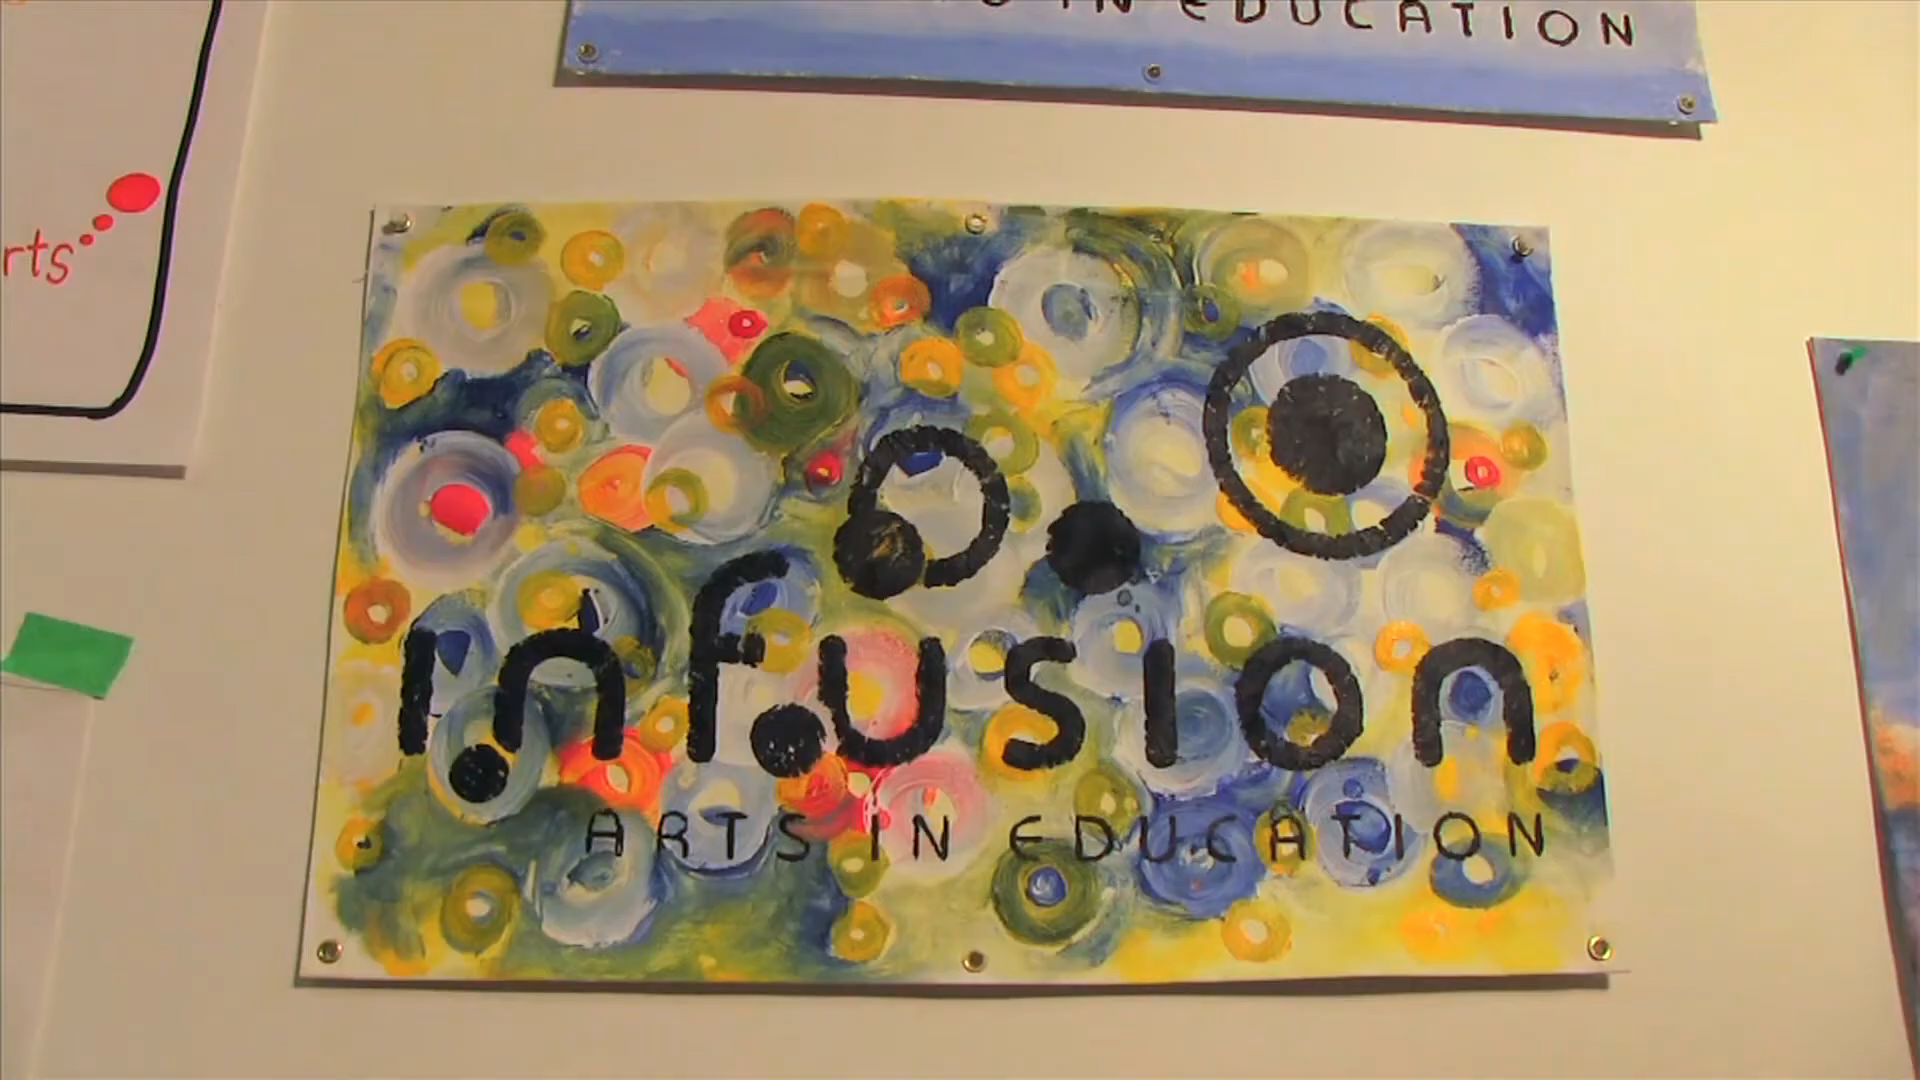 IN EDUCATION
rts
infusion
ARTS IN EDUCATION